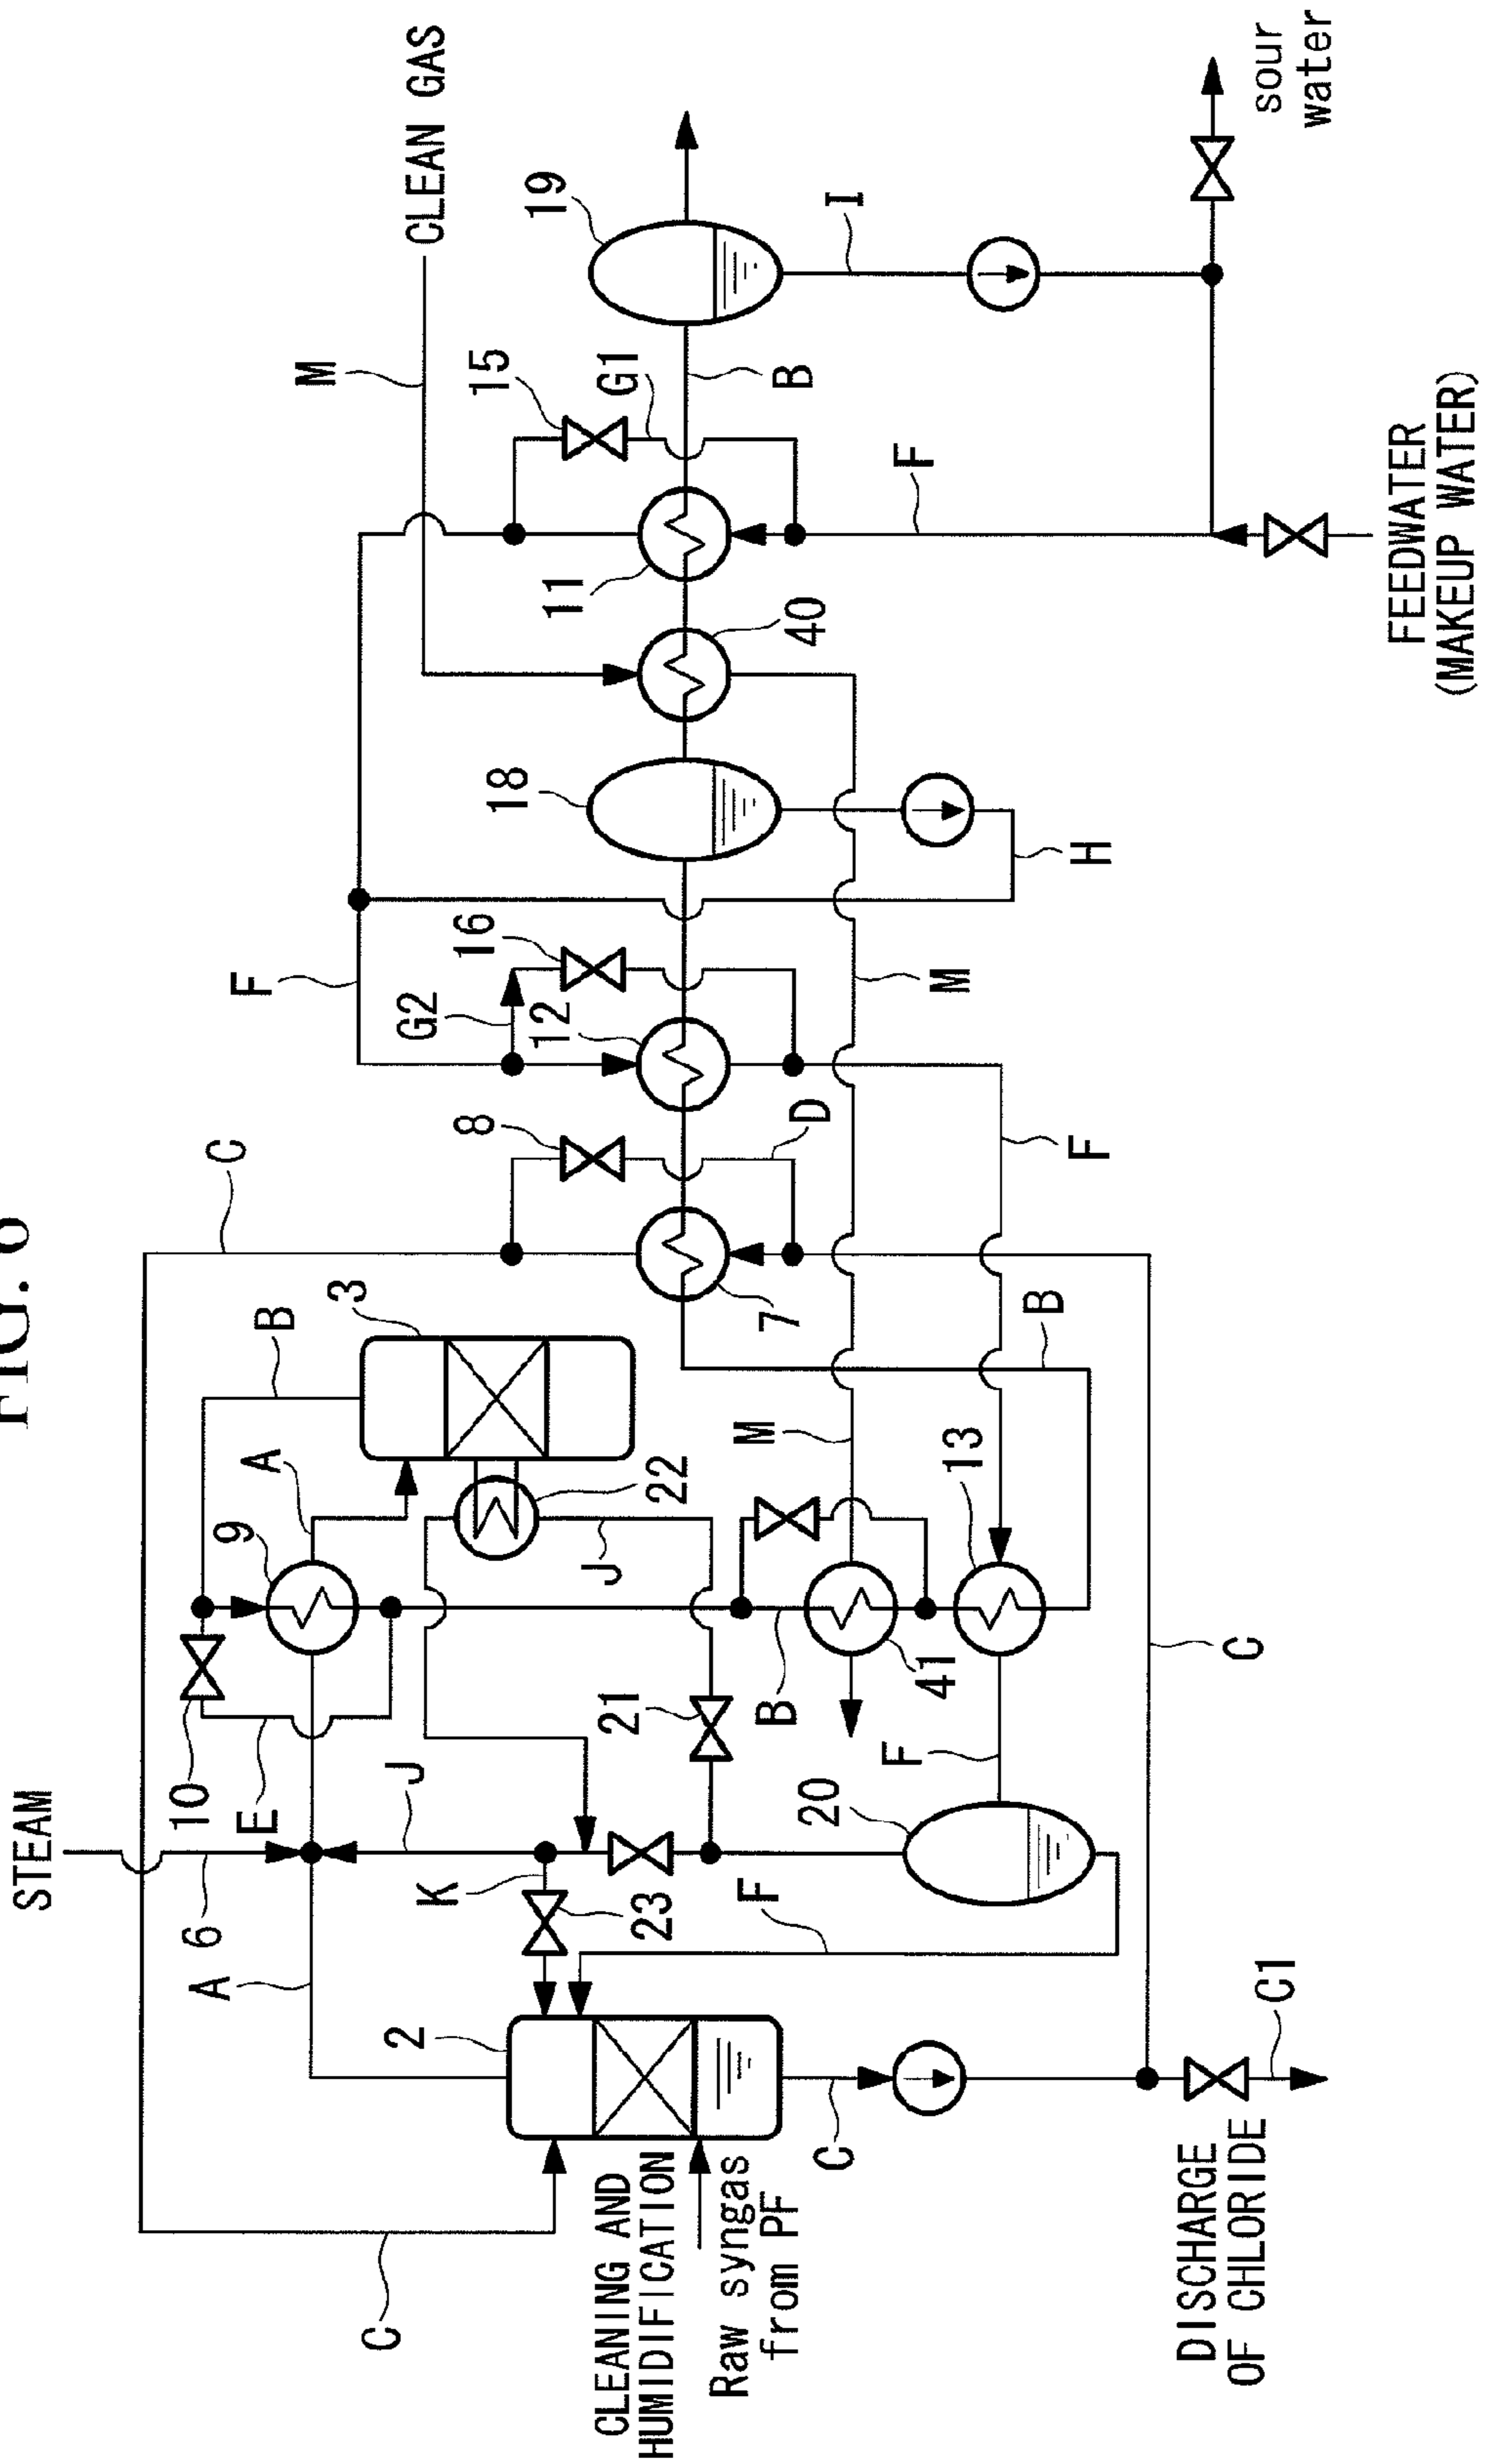 FIG.
STEAM
10
6
A
C
9
F
E
A
B
M
3
C
2
J
G2
CLEAN GAS
K
8
16
15
18
12
19
11
J
G1
CLEANING AND
HUMIDIFICATION
21
23
22
7
Raw syngas
from PF
F
B
M
B
40
20
D
C
I
F
F
41
13
M
B
F
H
C1
DISCHARGE
OF CHLORIDE
C
sour
water
FEEDWATER
(MAKEUP WATER)